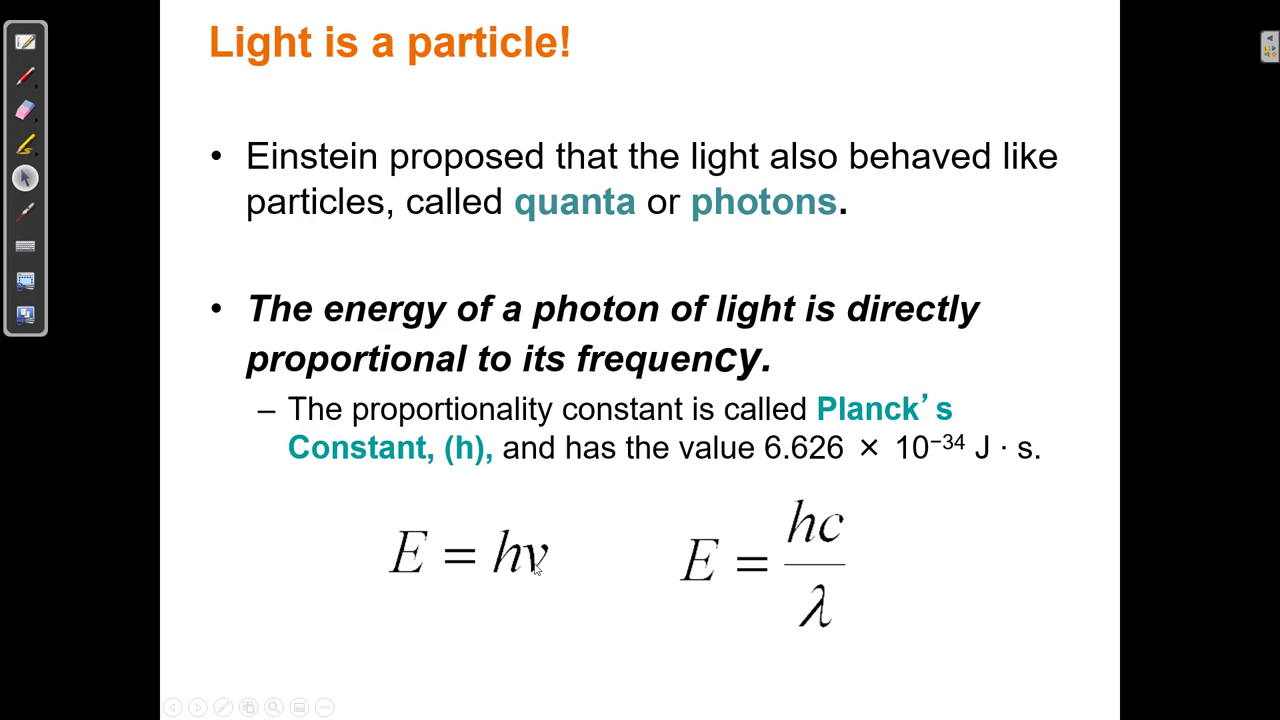 Light is a particle!
• Einstein proposed that the light also behaved like
particles, called quanta or photons.
• The energy of a photon of light is directly
proportional to its frequency.
– The proportionality constant is called Planck’s
Constant, (h), and has the value 6.626 × 10⁻³⁴ J · s.
E = hν
E = hc/λ